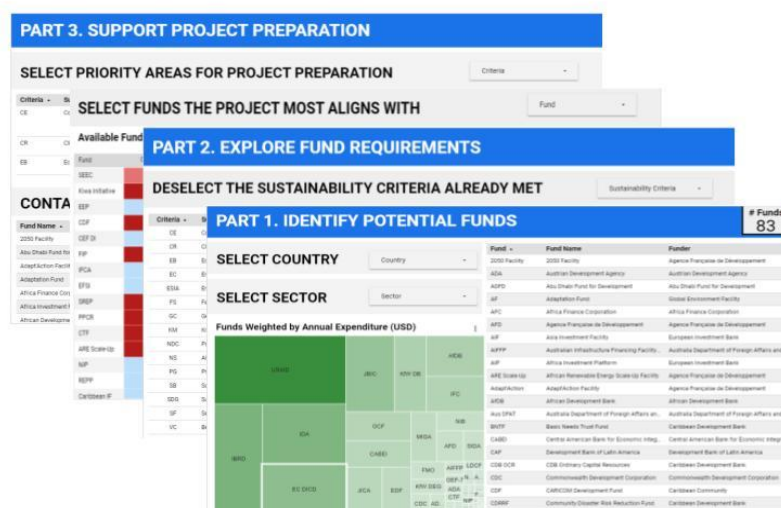 PART 3. SUPPORT PROJECT PREPARATION
SELECT PRIORITY AREAS FOR PROJECT PREPARATION
Criteria
Criteria
CE
CR
EB
CONTA
Fund Name
2050 Facility
Abu Dhabi Fund for
AdaptAction Facili
Adaptation Fund
Africa Finance Cor
Africa Investment
African Developme
SELECT FUNDS THE PROJECT MOST ALIGNS WITH
Fund
Available Fund
Fund
SEEC
Kiwa Initiative
EEP
CDF
CEF DI
FIP
IFCA
EFSI
SREP
PPCR
CTF
ARE Scale-Up
NIP
REPP
Caribbean IF
PART 2. EXPLORE FUND REQUIREMENTS
DESELECT THE SUSTAINABILITY CRITERIA ALREADY MET
Sustainability Criteria
Criteria
CE
CR
EB
EC
ESIA
FS
GC
KM
NDC
NS
PG
SB
SDG
SF
VC
PART 1. IDENTIFY POTENTIAL FUNDS
# Funds
83
SELECT COUNTRY
Country
SELECT SECTOR
Sector
Funds Weighted by Annual Expenditure (USD)
USAID
JBIC
KfW DB
AfDB
IFC
IBRD
IDA
OCF
CABEI
MIGA
NIB
AFD
SIDA
EC DICD
JICA
EDF
FMO
AIFFP
LDCF
KfW DEG
ADA
CTF
CDC
Fund Fund Name Funder
2050 Facility 2050 Facility Agence Française de Développement
ADA Austrian Development Agency Austrian Development Agency
ADFD Abu Dhabi Fund for Development Abu Dhabi Fund for Development
AF Adaptation Fund Global Environment Facility
AFC Africa Finance Corporation Africa Finance Corporation
AFD Agence Française de Développement Agence Française de Développement
AIF Asia Investment Facility European Investment Bank
AIFFP Australian Infrastructure Financing Facility... Australia Department of Foreign Affairs and
AIP Africa Investment Platform European Investment Bank
ARE Scale-Up African Renewable Energy Scale-Up Facility Agence Française de Développement
AdaptAction AdaptAction Facility Agence Française de Développement
AfDB African Development Bank African Development Bank
Aus DFAT Australia Department of Foreign Affairs an... Australia Department of Foreign Affairs and
BNTF Basic Needs Trust Fund Caribbean Development Bank
CABEI Central American Bank for Economic Integ... Central American Bank for Economic Integ
CAF Development Bank of Latin America Development Bank of Latin America
CDB OCR CDB Ordinary Capital Resources Caribbean Development Bank
CDC Commonwealth Development Corporation Commonwealth Development Corporation
CDF CARICOM Development Fund Caribbean Community
CDRRF Community Disaster Risk Reduction Fund Caribbean Development Bank